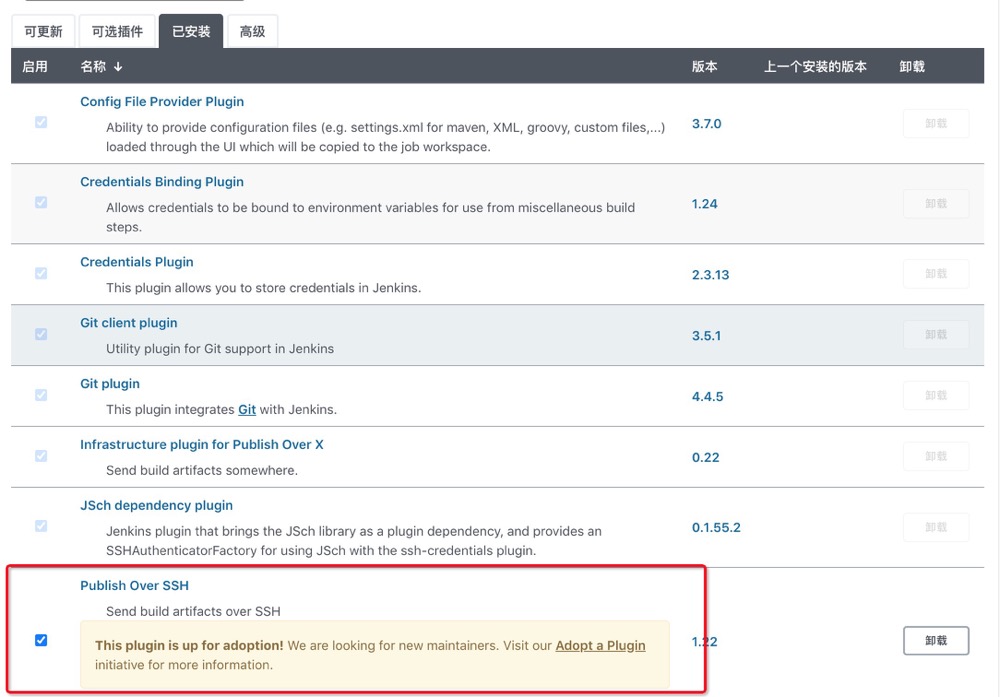 可更新 可选插件 已安装 高级
启用 名称 ↓ 版本 上一个安装的版本 卸载
Config File Provider Plugin
Ability to provide configuration files (e.g. settings.xml for maven, XML, groovy, custom files,...)
loaded through the UI which will be copied to the job workspace.
3.7.0
卸载
Credentials Binding Plugin
Allows credentials to be bound to environment variables for use from miscellaneous build
steps.
1.24
卸载
Credentials Plugin
This plugin allows you to store credentials in Jenkins.
2.3.13
卸载
Git client plugin
Utility plugin for Git support in Jenkins
3.5.1
卸载
Git plugin
This plugin integrates Git with Jenkins.
4.4.5
卸载
Infrastructure plugin for Publish Over X
Send build artifacts somewhere.
0.22
卸载
JSch dependency plugin
Jenkins plugin that brings the JSch library as a plugin dependency, and provides an
SSHAuthenticatorFactory for using JSch with the ssh-credentials plugin.
0.1.55.2
卸载
Publish Over SSH
Send build artifacts over SSH
This plugin is up for adoption! We are looking for new maintainers. Visit our Adopt a Plugin
initiative for more information.
1.22
卸载